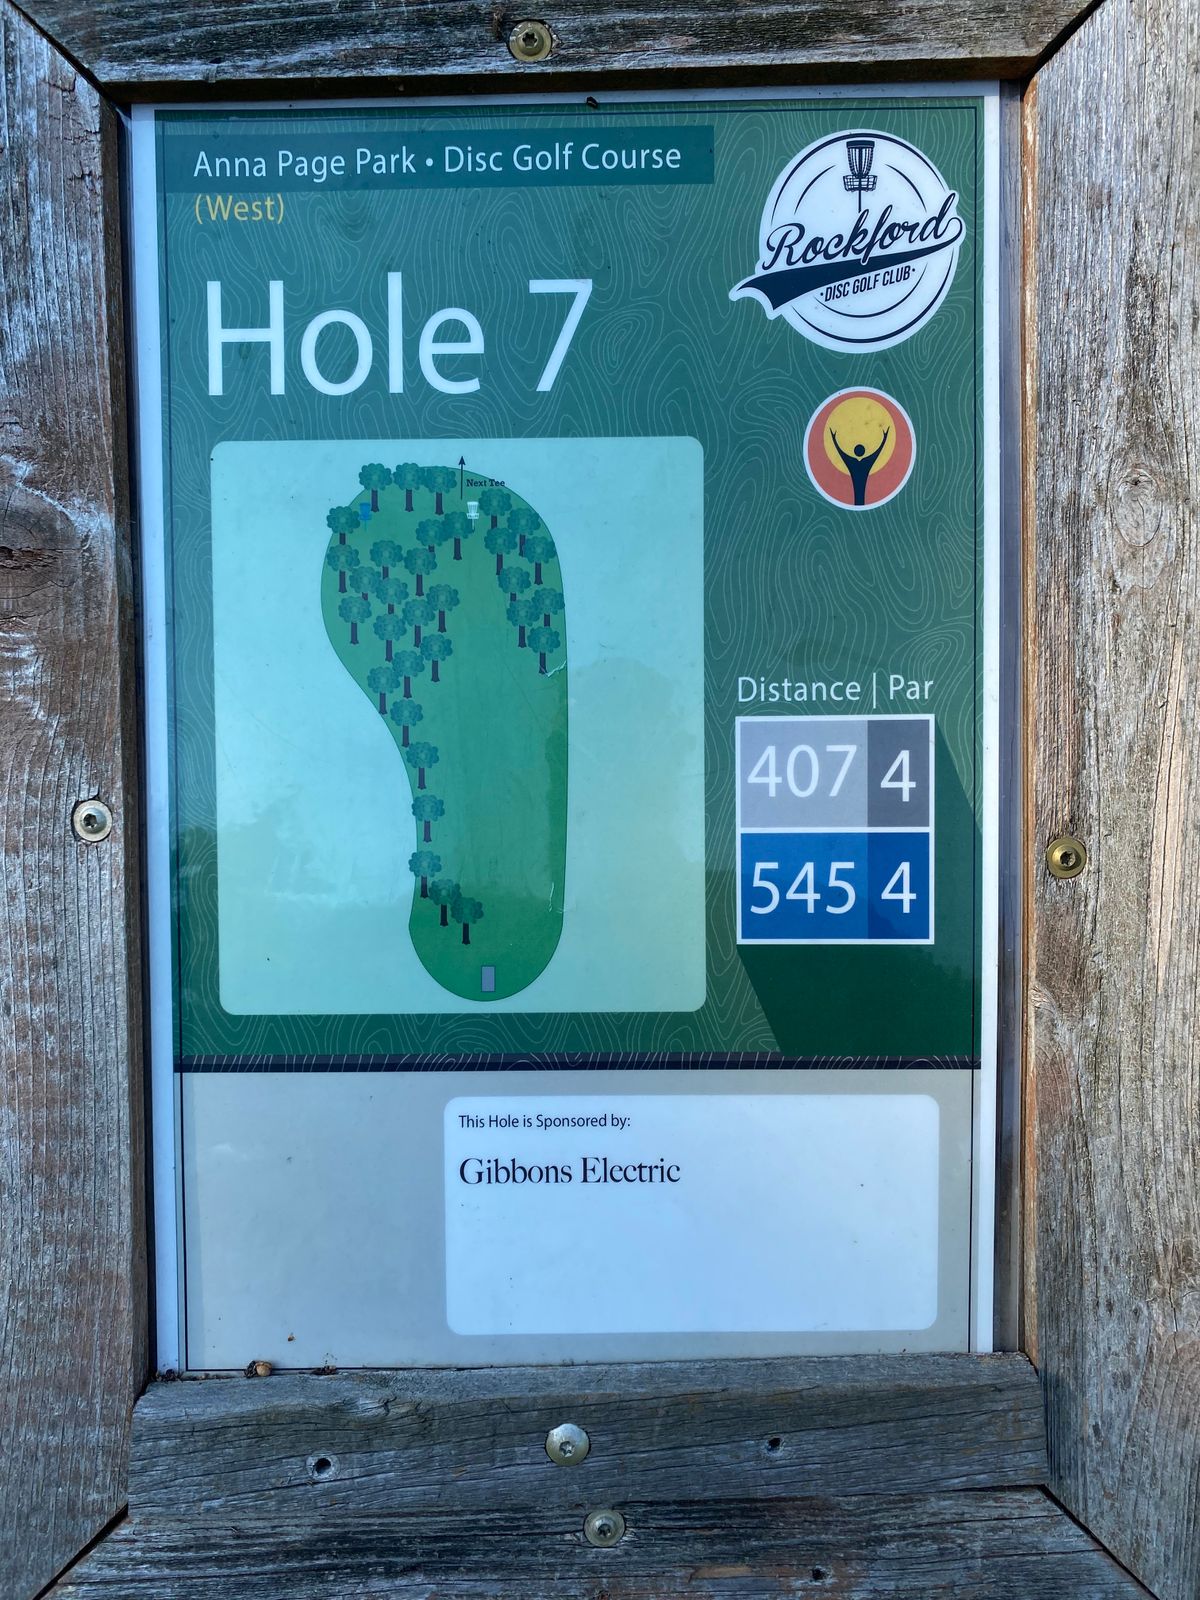 Anna Page Park • Disc Golf Course
(West)
Rockford
•DISC GOLF CLUB•
Hole 7
Next Tee
Distance | Par
407 4
545 4
This Hole is Sponsored by:
Gibbons Electric